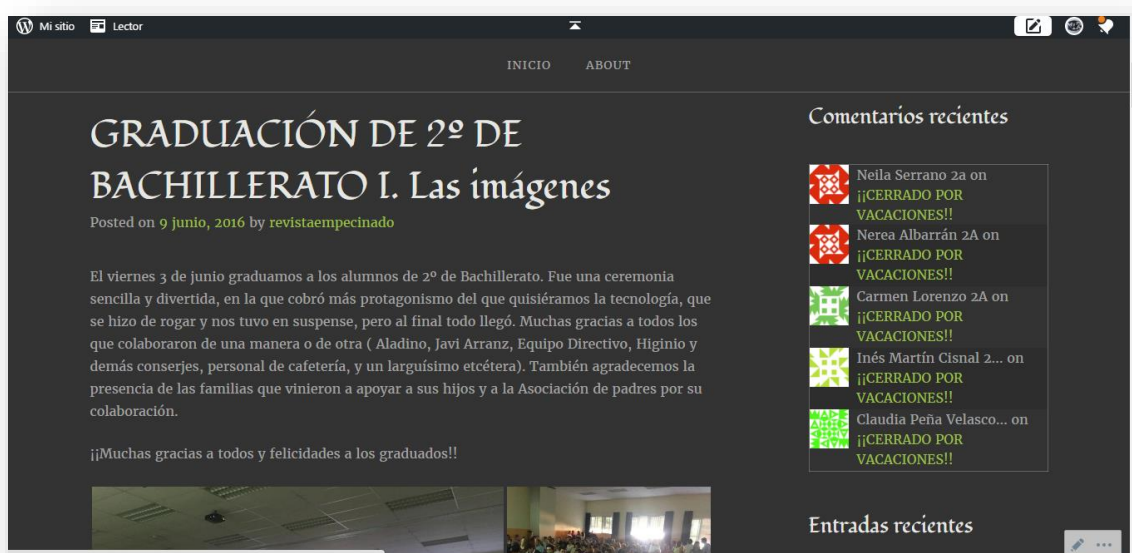 Mi sitio Lector
INICIO ABOUT
GRADUACIÓN DE 2º DE
BACHILLERATO I. Las imágenes
Posted on 9 junio, 2016 by revistaempecinado
El viernes 3 de junio graduamos a los alumnos de 2º de Bachillerato. Fue una ceremonia
sencilla y divertida, en la que cobró más protagonismo del que quisiéramos la tecnología, que
se hizo de rogar y nos tuvo en suspense, pero al final todo llegó. Muchas gracias a todos los
que colaboraron de una manera o de otra ( Aladino, Javi Arranz, Equipo Directivo, Higinio y
demás conserjes, personal de cafetería, y un larguísimo etcétera). También agradecemos la
presencia de las familias que vinieron a apoyar a sus hijos y a la Asociación de padres por su
colaboración.
¡¡Muchas gracias a todos y felicidades a los graduados!!
Comentarios recientes
Neila Serrano 2a on
¡¡CERRADO POR
VACACIONES!!
Nerea Albarrán 2A on
¡¡CERRADO POR
VACACIONES!!
Carmen Lorenzo 2A on
¡¡CERRADO POR
VACACIONES!!
Inés Martín Cisnal 2... on
¡¡CERRADO POR
VACACIONES!!
Claudia Peña Velasco... on
¡¡CERRADO POR
VACACIONES!!
Entradas recientes